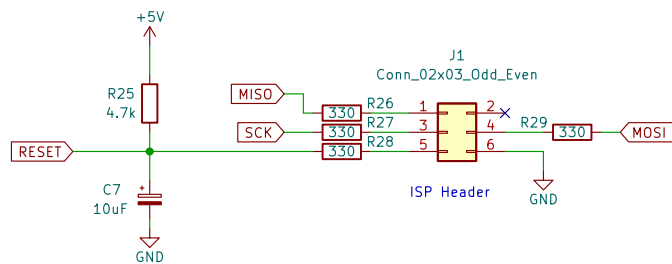 +5V
J1
Conn_02x03_Odd_Even
R25
4.7k
MISO
330
R26
1
2
SCK
330
R27
3
4
R29
330
MOSI
RESET
330
R28
5
6
C7
10uF
+
ISP Header
GND
GND